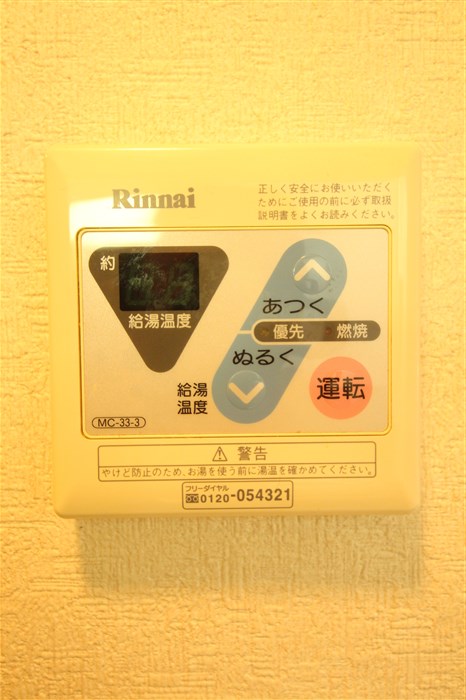 Rinnai
正しく安全にお使いいただく
ためにご使用の前に必ず取扱
説明書をよくお読みください。
約
給湯温度
あつく
優先 燃焼
ぬるく
給湯
温度
運転
MC-33-3
⚠ 警告
やけど防止のため、お湯を使う前に湯温を確かめてください。
フリーダイヤル
0120-054321